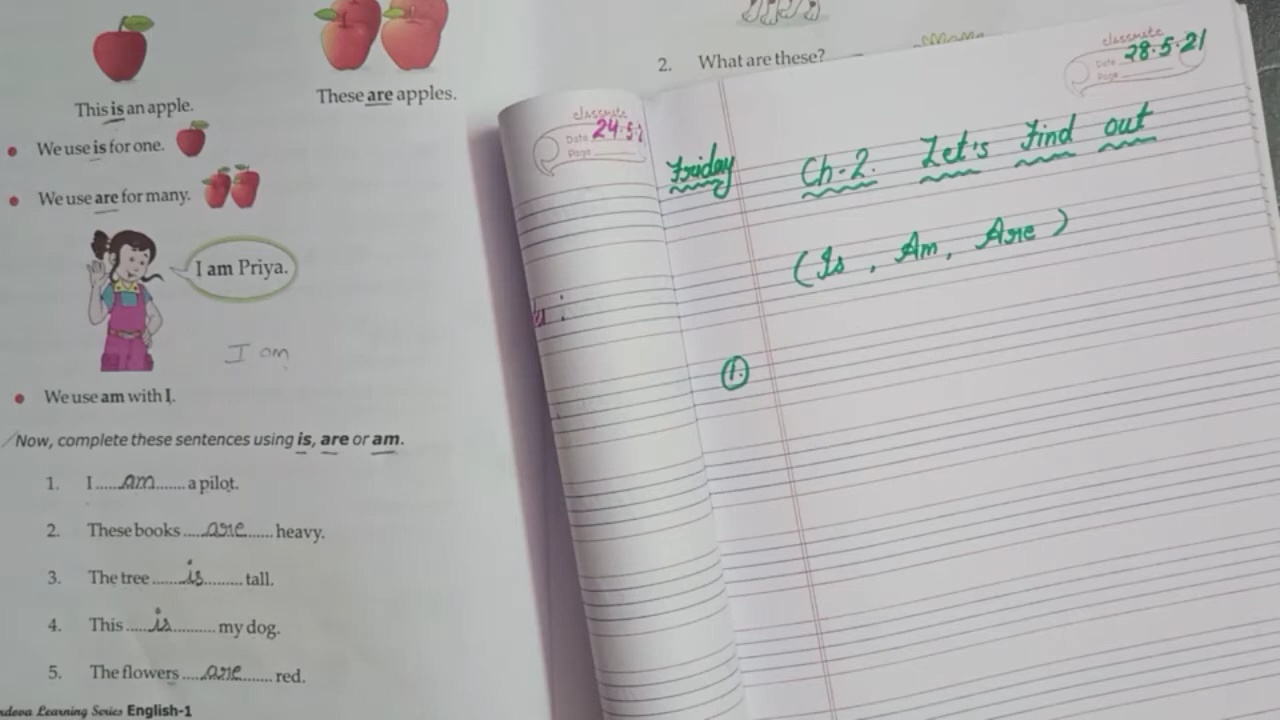 This is an apple.
These are apples.
We use is for one.
We use are for many.
I am Priya.
I am
We use am with I.
Now, complete these sentences using is, are or am.
1. I ......am....... a pilot.
2. These books .....are...... heavy.
3. The tree .......is......... tall.
4. This .....is.......... my dog.
5. The flowers ....are....... red.
Learning Series English-1
2. What are these?
classmate
Date 24.5.2
Page
classmate
Date 28.5.21
Page
Friday Ch-2. Let's Find out
(Is, Am, Are)
1.